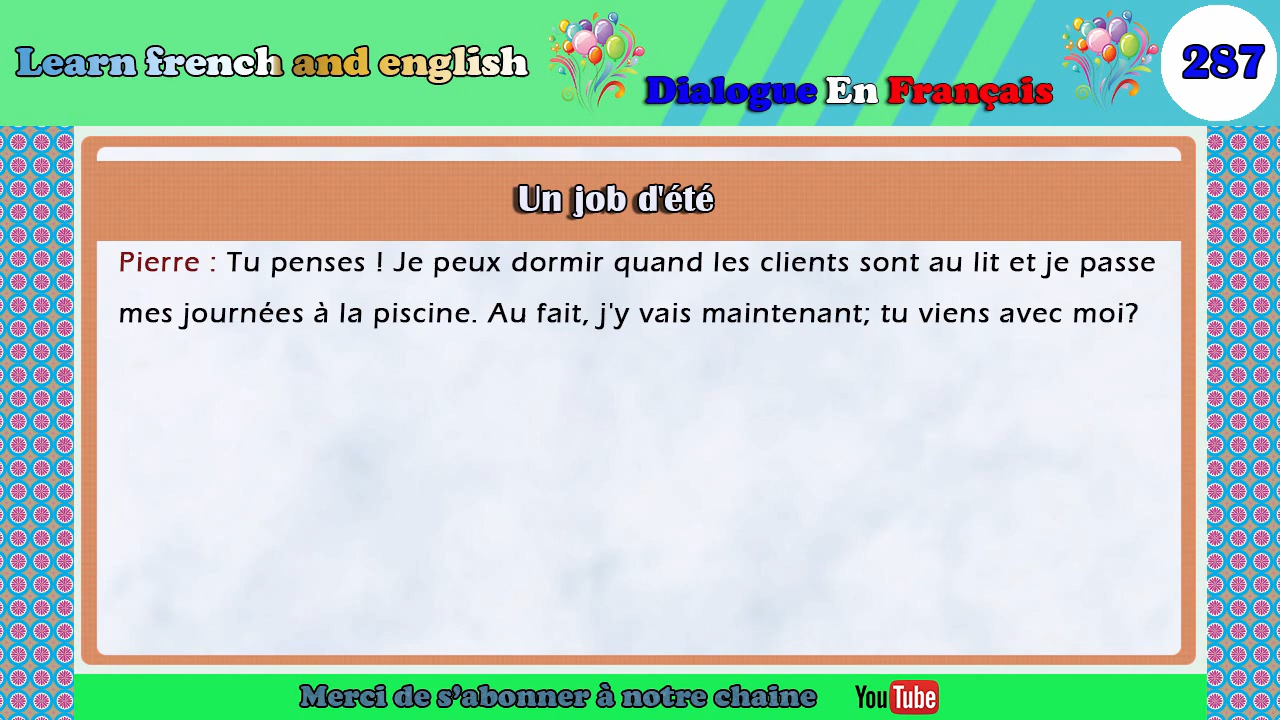 Learn french and english
Dialogue En Français
287
Un job d'été
Pierre : Tu penses ! Je peux dormir quand les clients sont au lit et je passe
mes journées à la piscine. Au fait, j'y vais maintenant; tu viens avec moi?
Merci de s'abonner à notre chaine
YouTube